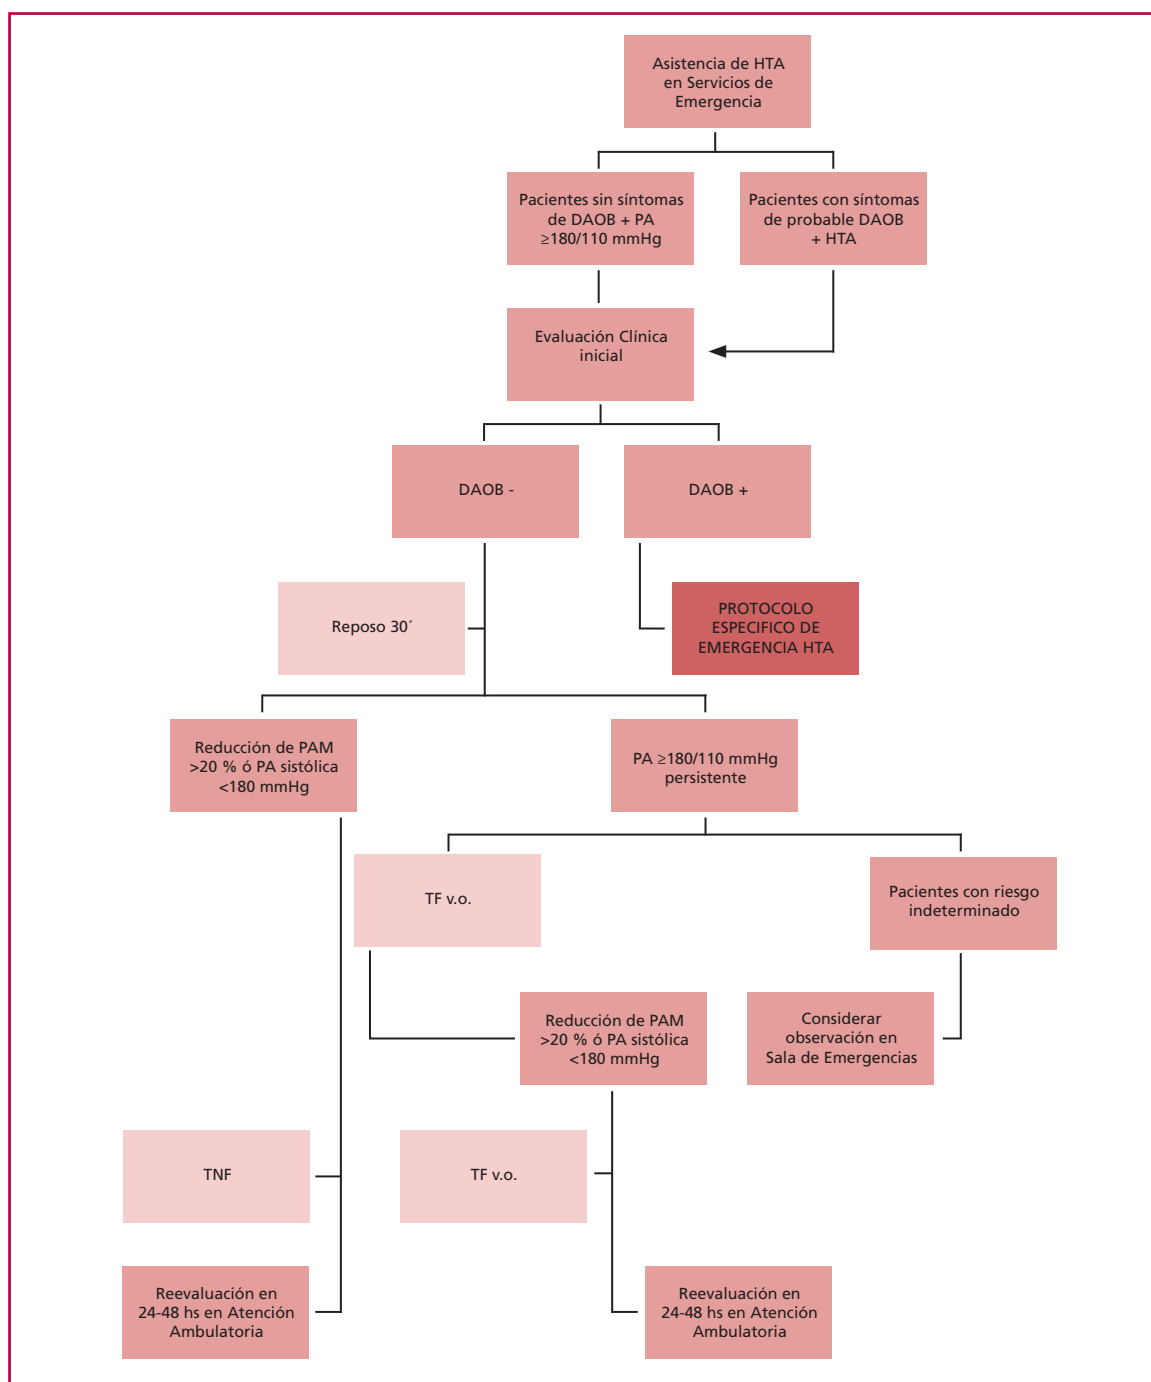 Asistencia de HTA
en Servicios de
Emergencia
Pacientes sin síntomas
de DAOB + PA
≥180/110 mmHg
Pacientes con síntomas
de probable DAOB
+ HTA
Evaluación Clínica
inicial
DAOB -
DAOB +
Reposo 30´
PROTOCOLO
ESPECIFICO DE
EMERGENCIA HTA
Reducción de PAM
>20 % ó PA sistólica
<180 mmHg
PA ≥180/110 mmHg
persistente
TF v.o.
Pacientes con riesgo
indeterminado
Reducción de PAM
>20 % ó PA sistólica
<180 mmHg
Considerar
observación en
Sala de Emergencias
TNF
TF v.o.
Reevaluación en
24-48 hs en Atención
Ambulatoria
Reevaluación en
24-48 hs en Atención
Ambulatoria